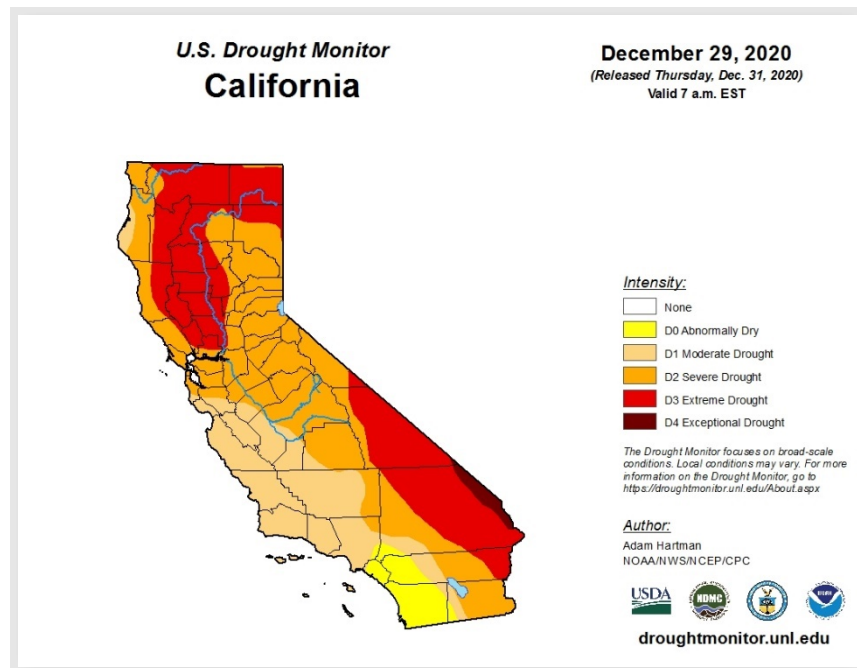 U.S. Drought Monitor
California
December 29, 2020
(Released Thursday, Dec. 31, 2020)
Valid 7 a.m. EST
Intensity:
None
D0 Abnormally Dry
D1 Moderate Drought
D2 Severe Drought
D3 Extreme Drought
D4 Exceptional Drought
The Drought Monitor focuses on broad-scale
conditions. Local conditions may vary. For more
information on the Drought Monitor, go to
https://droughtmonitor.unl.edu/About.aspx
Author:
Adam Hartman
NOAA/NWS/NCEP/CPC
USDA
NDMC
droughtmonitor.unl.edu